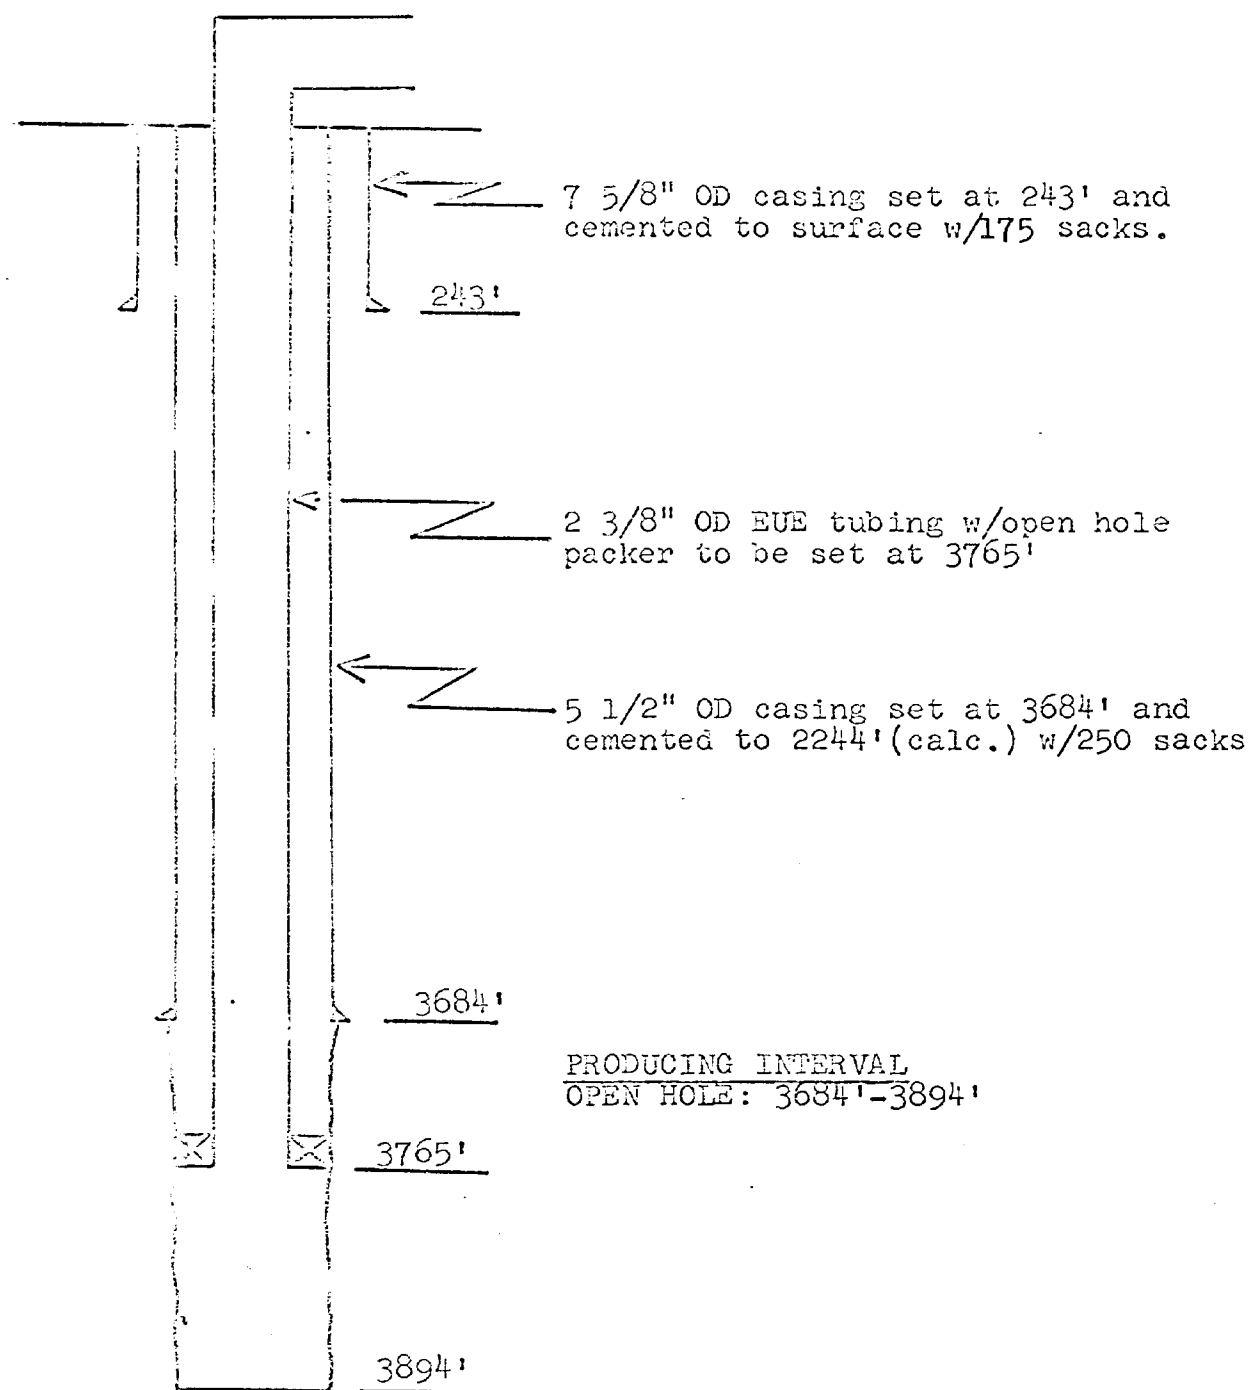 7 5/8" OD casing set at 243' and
cemented to surface w/175 sacks.
243'
2 3/8" OD EUE tubing w/open hole
packer to be set at 3765'
5 1/2" OD casing set at 3684' and
cemented to 2244'(calc.) w/250 sacks
3684'
PRODUCING INTERVAL
OPEN HOLE: 3684'-3894'
3765'
3894'